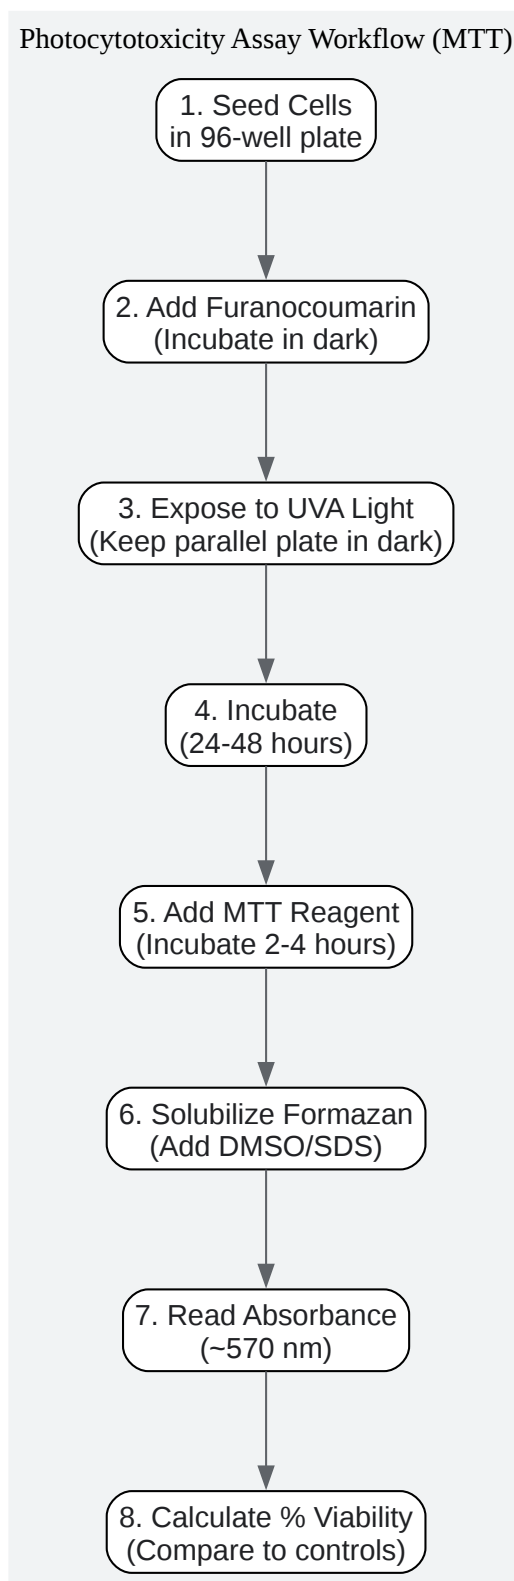 Photocytotoxicity Assay Workflow (MTT)
1. Seed Cells
in 96-well plate
2. Add Furanocoumarin
(Incubate in dark)
3. Expose to UVA Light
(Keep parallel plate in dark)
4. Incubate
(24-48 hours)
5. Add MTT Reagent
(Incubate 2-4 hours)
6. Solubilize Formazan
(Add DMSO/SDS)
7. Read Absorbance
(~570 nm)
8. Calculate % Viability
(Compare to controls)